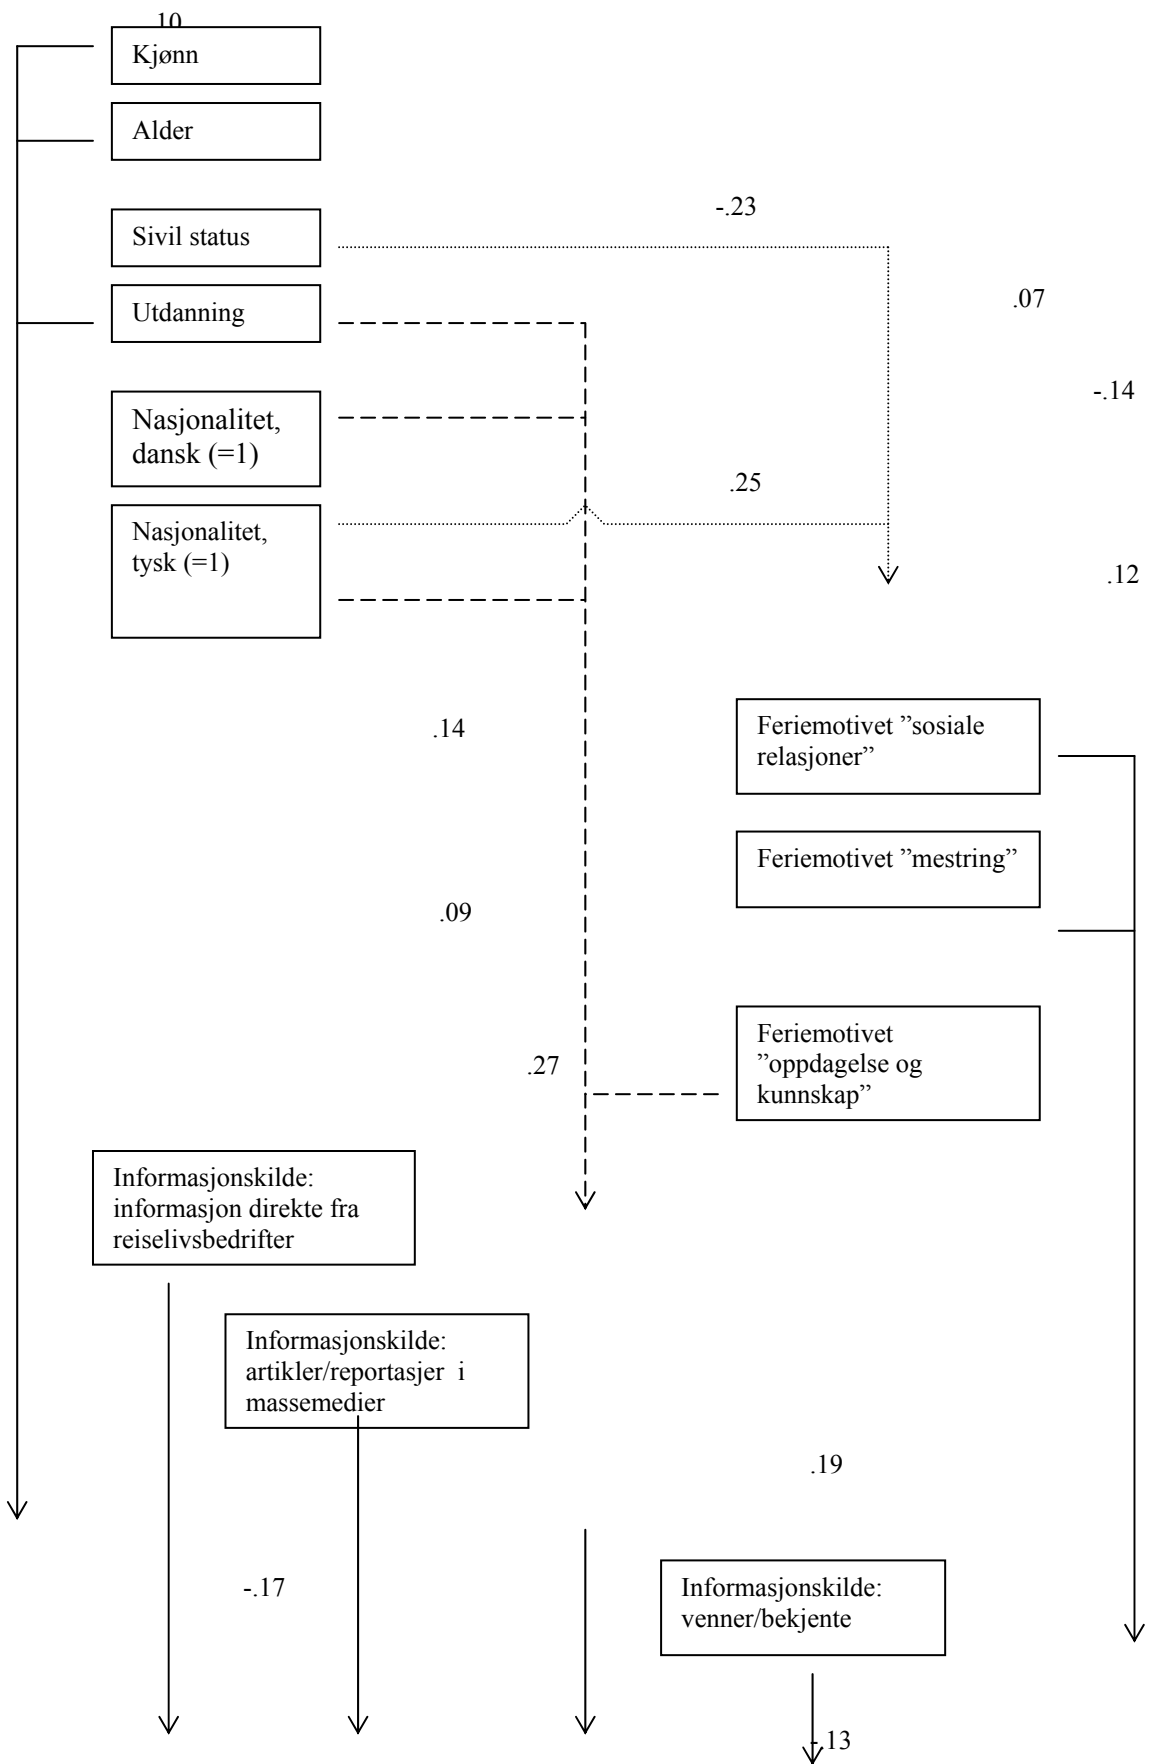 .10
Kjønn
Alder
-.23
Sivil status
.07
Utdanning
-.14
Nasjonalitet,
dansk (=1)
.25
Nasjonalitet,
tysk (=1)
.12
.14
Feriemotivet ”sosiale
relasjoner”
Feriemotivet ”mestring”
.09
Feriemotivet
”oppdagelse og
kunnskap”
.27
Informasjonskilde:
informasjon direkte fra
reiselivsbedrifter
Informasjonskilde:
artikler/reportasjer i
massemedier
.19
-.17
Informasjonskilde:
venner/bekjente
-.13